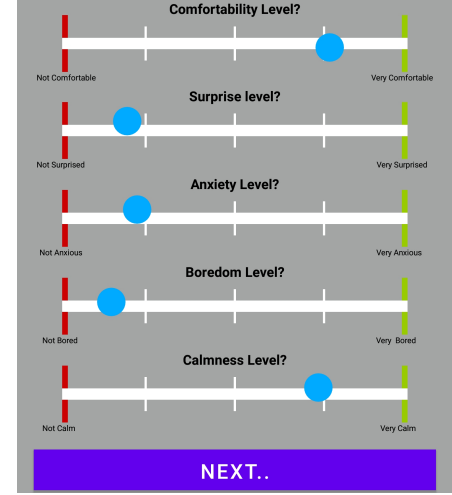 Comfortability Level?
Not Comfortable Very Comfortable
Surprise level?
Not Surprised Very Surprised
Anxiety Level?
Not Anxious Very Anxious
Boredom Level?
Not Bored Very Bored
Calmness Level?
Not Calm Very Calm
NEXT..